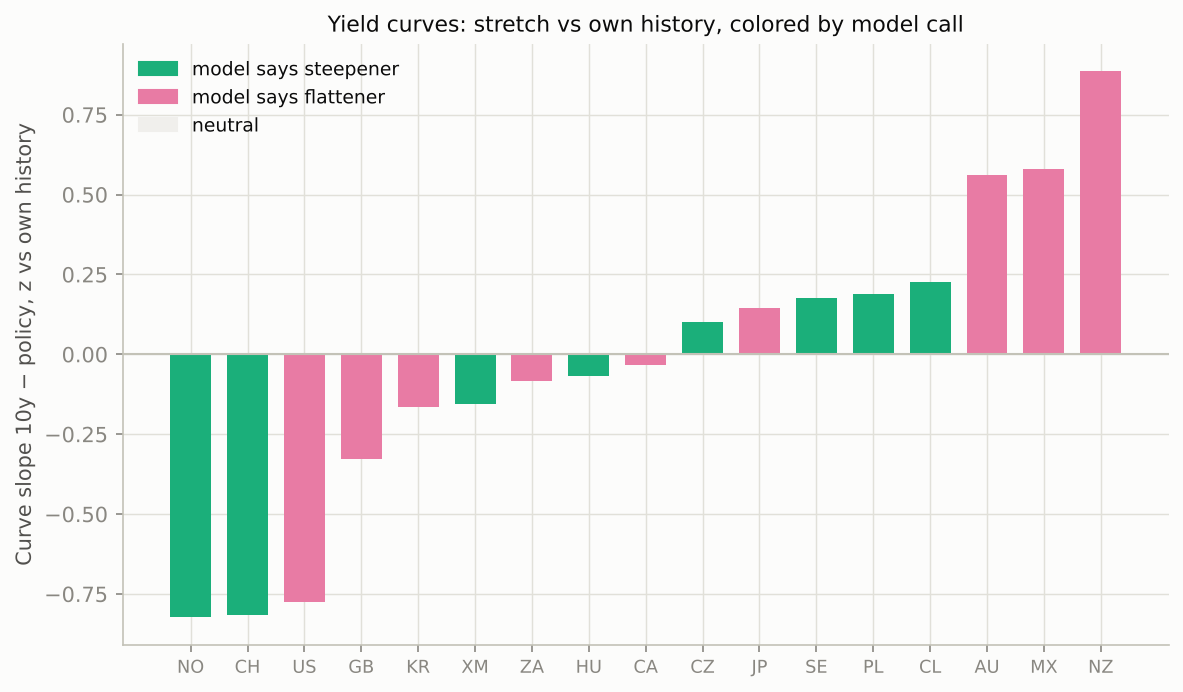 Yield curves: stretch vs own history, colored by model call
model says steepener
model says flattener
neutral
Curve slope 10y − policy, z vs own history
0.75
0.50
0.25
0.00
−0.25
−0.50
−0.75
NO CH US GB KR XM ZA HU CA CZ JP SE PL CL AU MX NZ